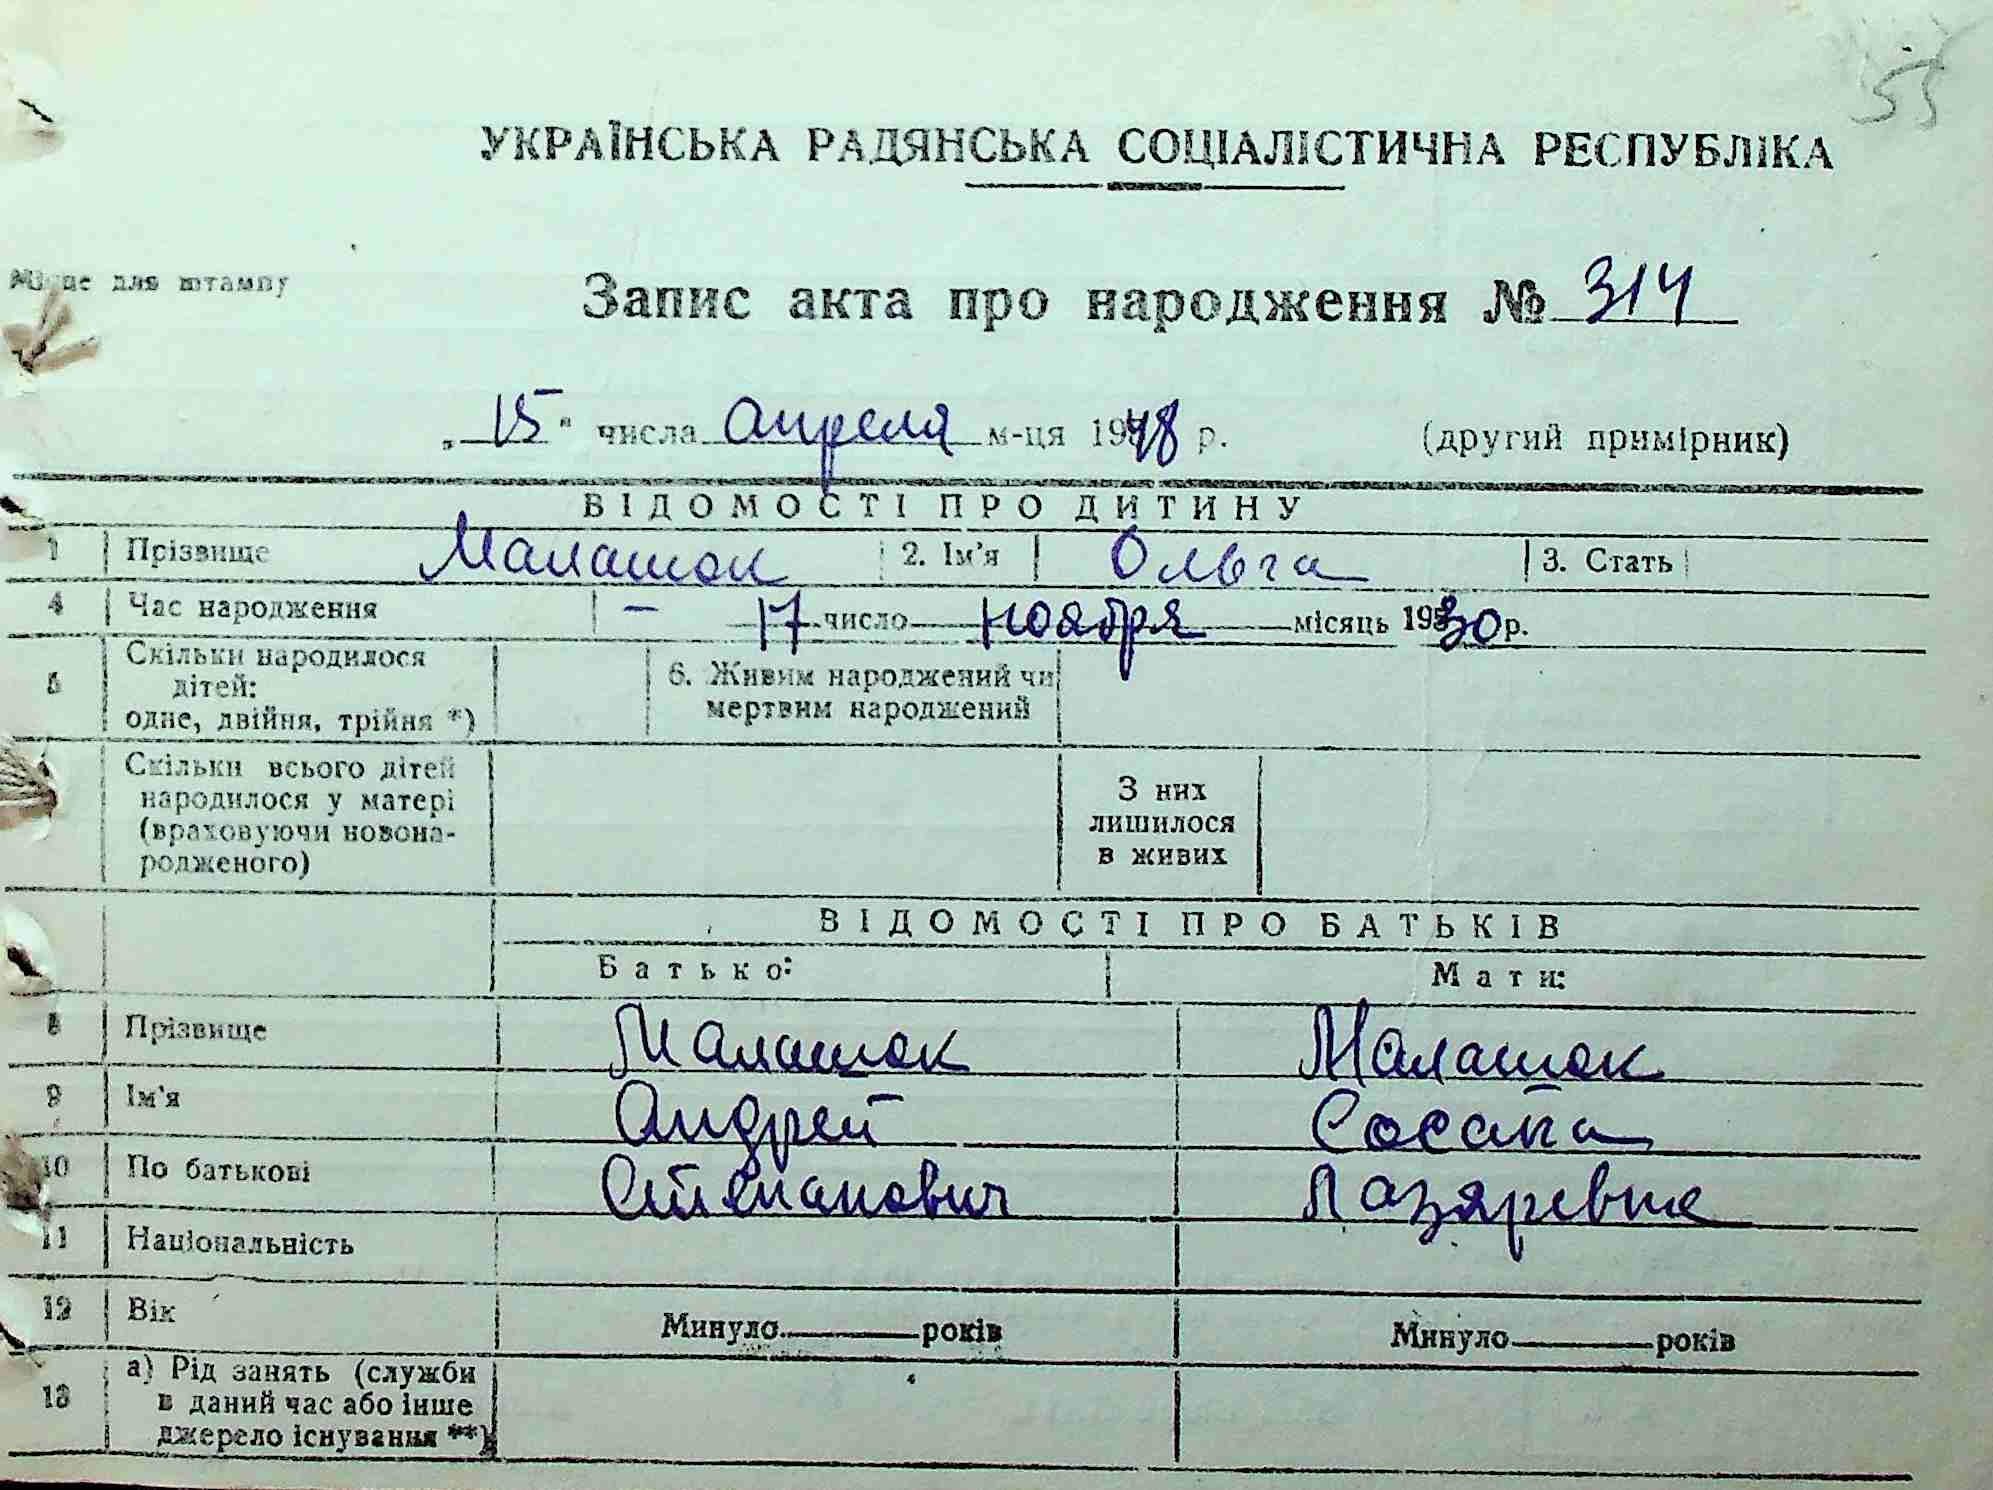 55
УКРАЇНСЬКА РАДЯНСЬКА СОЦІАЛІСТИЧНА РЕСПУБЛІКА
Місце для штампу
Запис акта про народження № 314
„ 15 " числа апреля м-ця 1948 р. (другий примірник)
ВІДОМОСТІ ПРО ДИТИНУ
1 Прізвище Малашок 2. Ім'я Ольга 3. Стать
4 Час народження — 17 число ноября місяць 1930 р.
5 Скільки народилося дітей: одне, двійня, трійня *) 6. Живим народжений чи мертвим народжений
Скільки всього дітей народилося у матері (враховуючи новонародженого) З них лишилося в живих
ВІДОМОСТІ ПРО БАТЬКІВ
Батько: Мати:
8 Прізвище Малашок Малашок
9 Ім'я Андрей
10 По батькові Степанович Лазяревне
11 Національність
12 Вік Минуло років Минуло років
13 а) Рід занять (служби в даний час або інше джерело існування **)